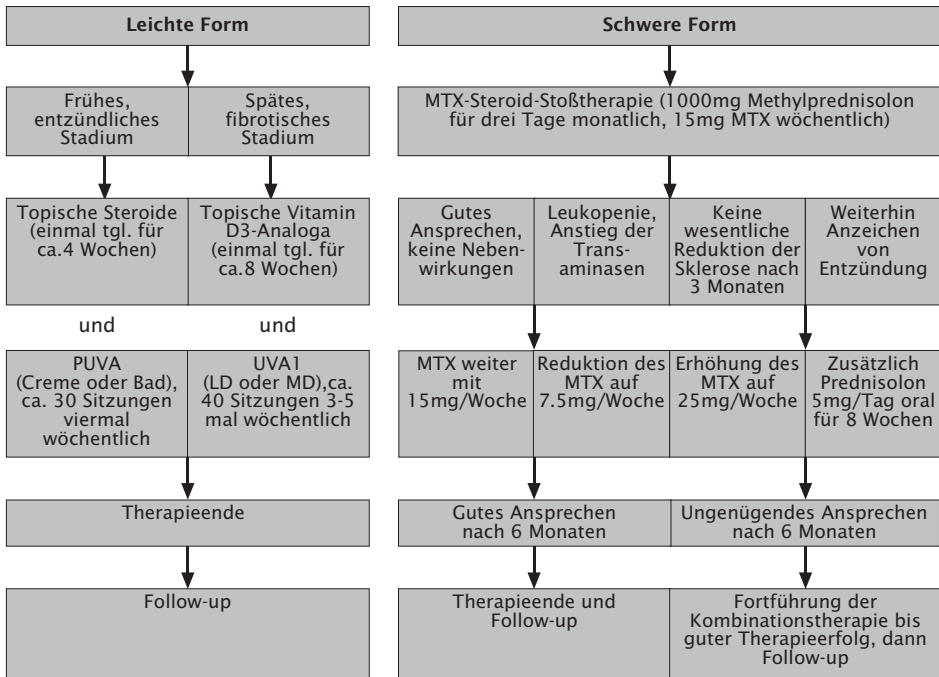 Leichte Form
Frühes,
entzündliches
Stadium
Spätes,
fibrotisches
Stadium
Topische Steroide
(einmal tgl. für
ca.4 Wochen)
Topische Vitamin
D3-Analoga
(einmal tgl. für
ca.8 Wochen)
und
und
PUVA
(Creme oder Bad),
ca. 30 Sitzungen
viermal
wöchentlich
UVA1
(LD oder MD),ca.
40 Sitzungen 3-5
mal wöchentlich
Therapieende
Follow-up
Schwere Form
MTX-Steroid-Stoßtherapie (1000mg Methylprednisolon
für drei Tage monatlich, 15mg MTX wöchentlich)
Gutes
Ansprechen,
keine Neben-
wirkungen
Leukopenie,
Anstieg der
Trans-
aminasen
Keine
wesentliche
Reduktion der
Sklerose nach
3 Monaten
Weiterhin
Anzeichen
von
Entzündung
MTX weiter
mit
15mg/Woche
Reduktion des
MTX auf
7.5mg/Woche
Erhöhung des
MTX auf
25mg/Woche
Zusätzlich
Prednisolon
5mg/Tag oral
für 8 Wochen
Gutes Ansprechen
nach 6 Monaten
Ungenügendes Ansprechen
nach 6 Monaten
Therapieende und
Follow-up
Fortführung der
Kombinationstherapie bis
guter Therapieerfolg, dann
Follow-up